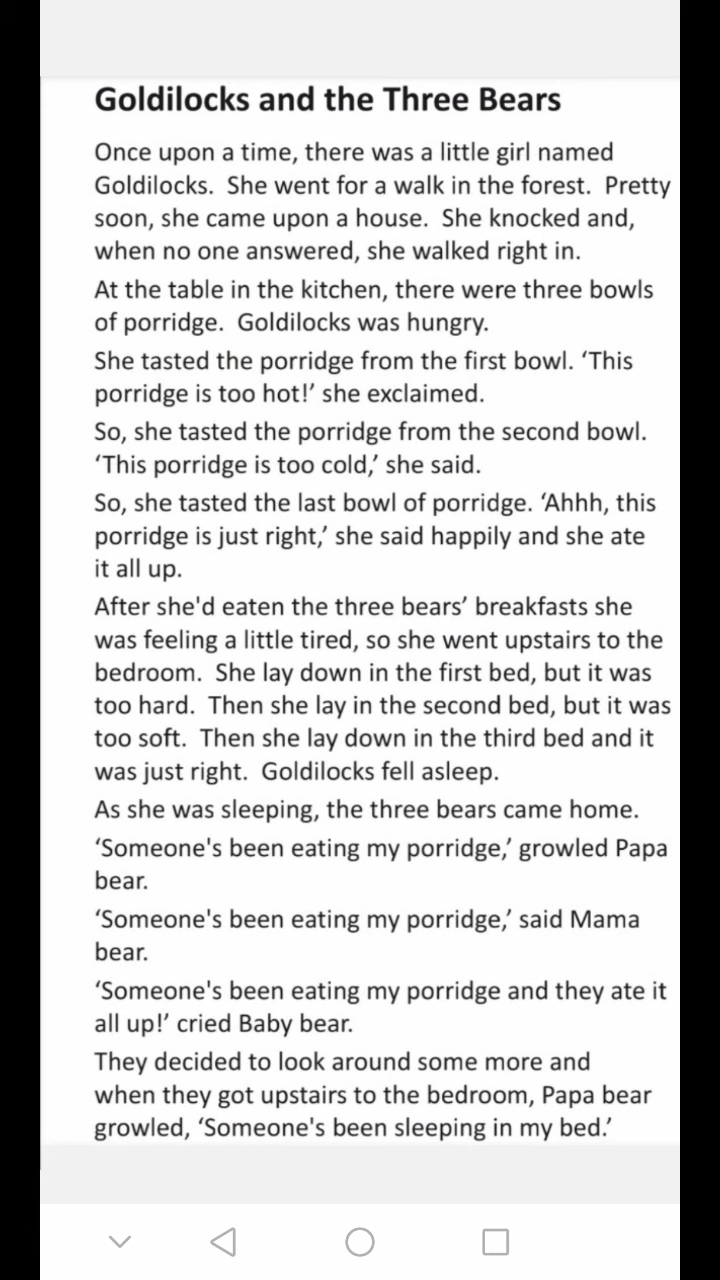 Goldilocks and the Three Bears
Once upon a time, there was a little girl named
Goldilocks.  She went for a walk in the forest.  Pretty
soon, she came upon a house.  She knocked and,
when no one answered, she walked right in.
At the table in the kitchen, there were three bowls
of porridge.  Goldilocks was hungry.
She tasted the porridge from the first bowl. ‘This
porridge is too hot!’ she exclaimed.
So, she tasted the porridge from the second bowl.
‘This porridge is too cold,’ she said.
So, she tasted the last bowl of porridge. ‘Ahhh, this
porridge is just right,’ she said happily and she ate
it all up.
After she'd eaten the three bears’ breakfasts she
was feeling a little tired, so she went upstairs to the
bedroom.  She lay down in the first bed, but it was
too hard.  Then she lay in the second bed, but it was
too soft.  Then she lay down in the third bed and it
was just right.  Goldilocks fell asleep.
As she was sleeping, the three bears came home.
‘Someone's been eating my porridge,’ growled Papa
bear.
‘Someone's been eating my porridge,’ said Mama
bear.
‘Someone's been eating my porridge and they ate it
all up!’ cried Baby bear.
They decided to look around some more and
when they got upstairs to the bedroom, Papa bear
growled, ‘Someone's been sleeping in my bed.’